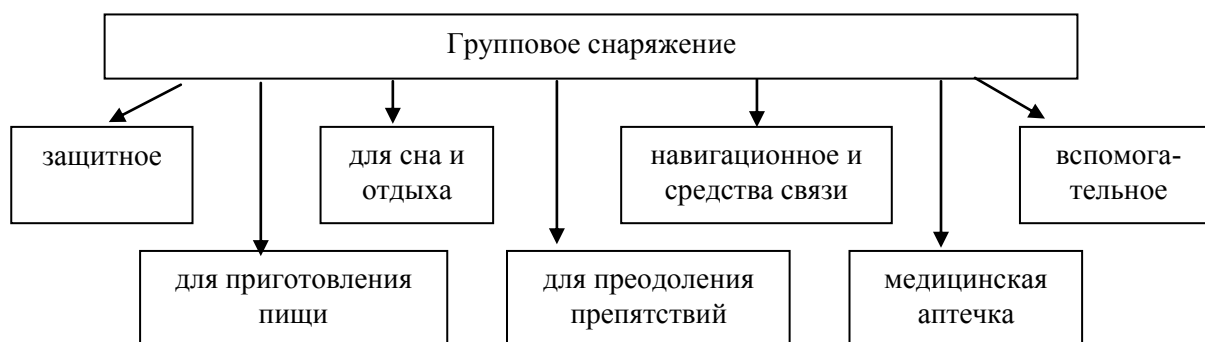 Групповое снаряжение
защитное
для сна и
отдыха
навигационное и
средства связи
вспомога-
тельное
для приготовления
пищи
для преодоления
препятствий
медицинская
аптечка